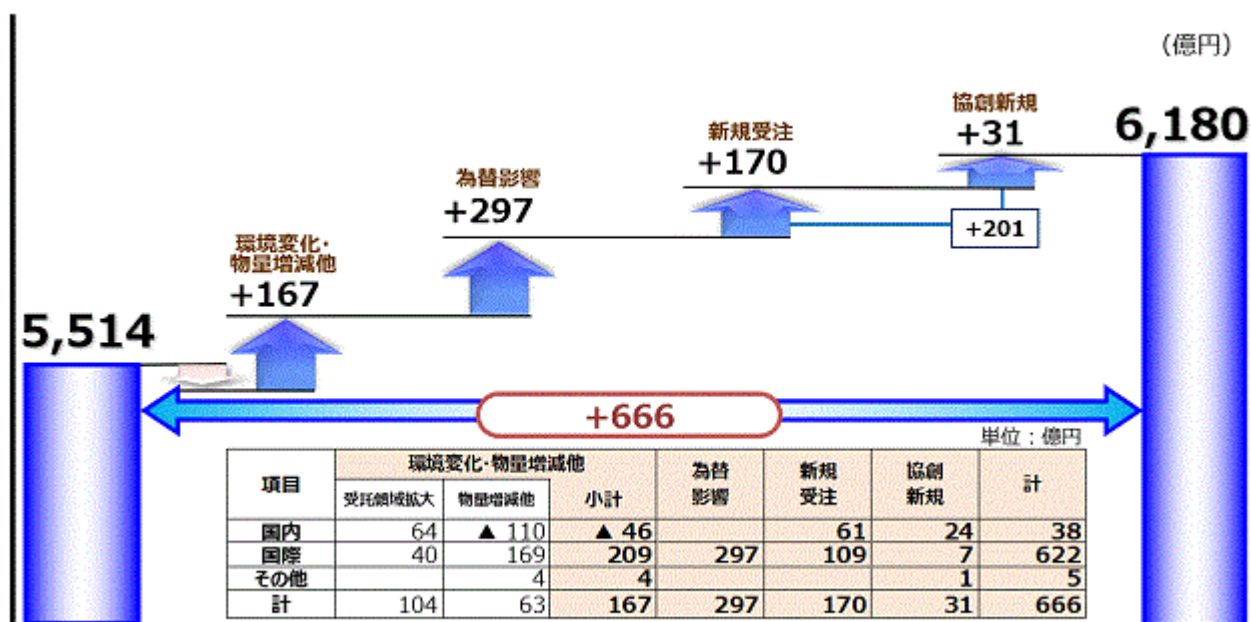 (億円)
協創新規
+31
6,180
新規受注
+170
為替影響
+297
+201
環境変化・
物量増減他
+167
5,514
+666
単位：億円
項目 環境変化・物量増減他 為替影響 新規受注 協創新規 計
受託領域拡大 物量増減他 小計
国内 64 ▲ 110 ▲ 46 61 24 38
国際 40 169 209 297 109 7 622
その他 4 4 1 5
計 104 63 167 297 170 31 666